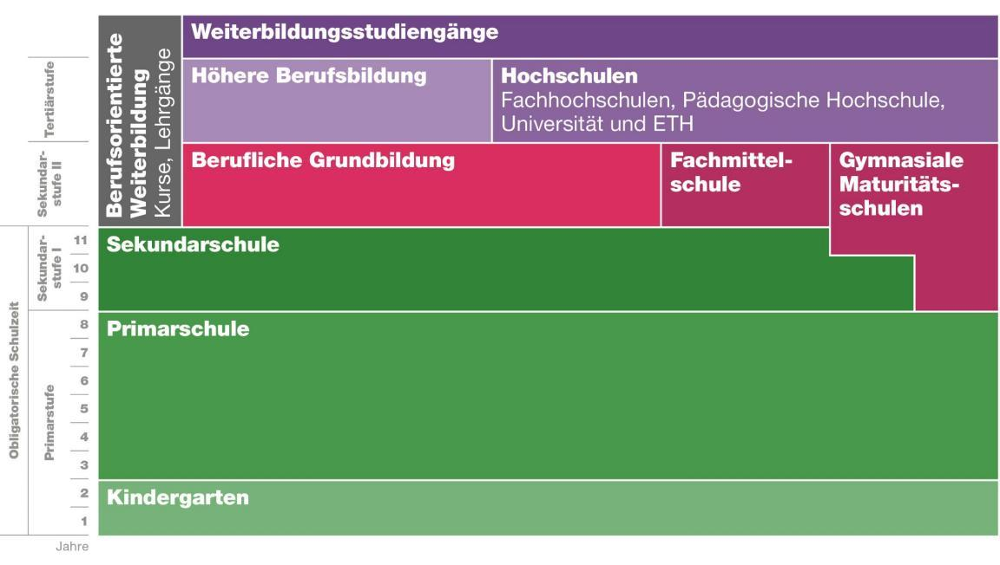 Weiterbildungsstudiengänge
Berufsorientierte
Weiterbildung
Kurse, Lehrgänge
Tertiärstufe
Höhere Berufsbildung
Hochschulen
Fachhochschulen, Pädagogische Hochschule,
Universität und ETH
Sekundar-
stufe II
Berufliche Grundbildung
Fachmittel-
schule
Gymnasiale
Maturitäts-
schulen
Obligatorische Schulzeit
Sekundar-
stufe I
11
10
9
Sekundarschule
Primarstufe
8
7
6
5
4
3
2
1
Primarschule
Kindergarten
Jahre